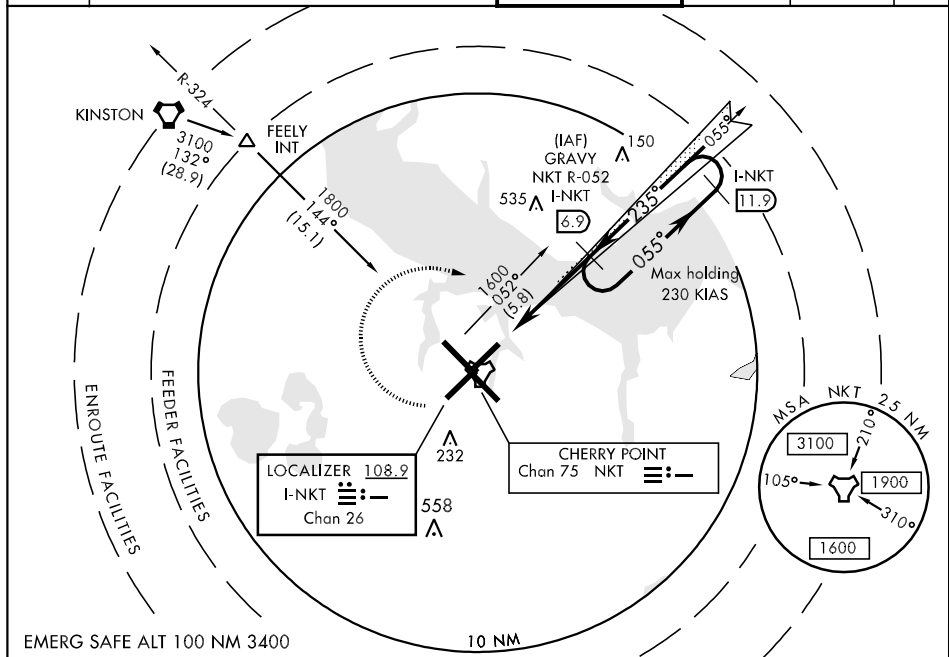 KINSTON
R-324
FEELY
INT
3100
132°
(28.9)
1800
144°
(15.1)
(IAF)
GRAVY
NKT R-052
I-NKT
6.9
150
535
055°
235°
055°
I-NKT
11.9
Max holding
230 KIAS
1600
052°
(5.8)
ENROUTE FACILITIES
FEEDER FACILITIES
232
558
LOCALIZER 108.9
I-NKT
Chan 26
CHERRY POINT
Chan 75 NKT
MSA NKT 25 NM
3100
210°
105°
1900
310°
1600
EMERG SAFE ALT 100 NM 3400
10 NM